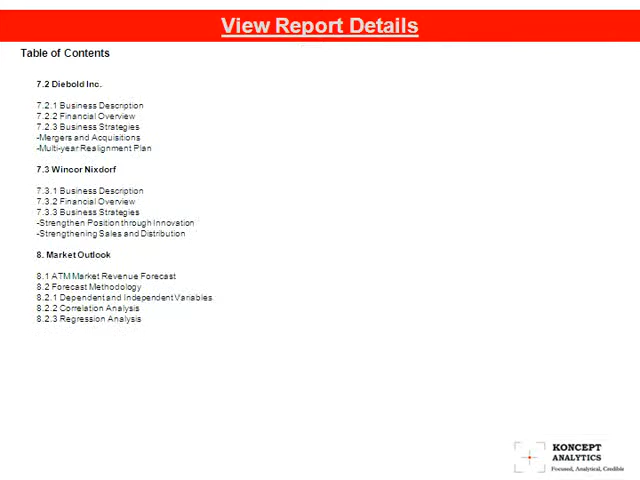 View Report Details
Table of Contents
7.2 Diebold Inc.
7.2.1 Business Description
7.2.2 Financial Overview
7.2.3 Business Strategies
-Mergers and Acquisitions
-Multi-year Realignment Plan
7.3 Wincor Nixdorf
7.3.1 Business Description
7.3.2 Financial Overview
7.3.3 Business Strategies
-Strengthen Position through Innovation
-Strengthening Sales and Distribution
8. Market Outlook
8.1 ATM Market Revenue Forecast
8.2 Forecast Methodology
8.2.1 Dependent and Independent Variables
8.2.2 Correlation Analysis
8.2.3 Regression Analysis
KONCEPT
ANALYTICS
Focused, Analytical, Credible